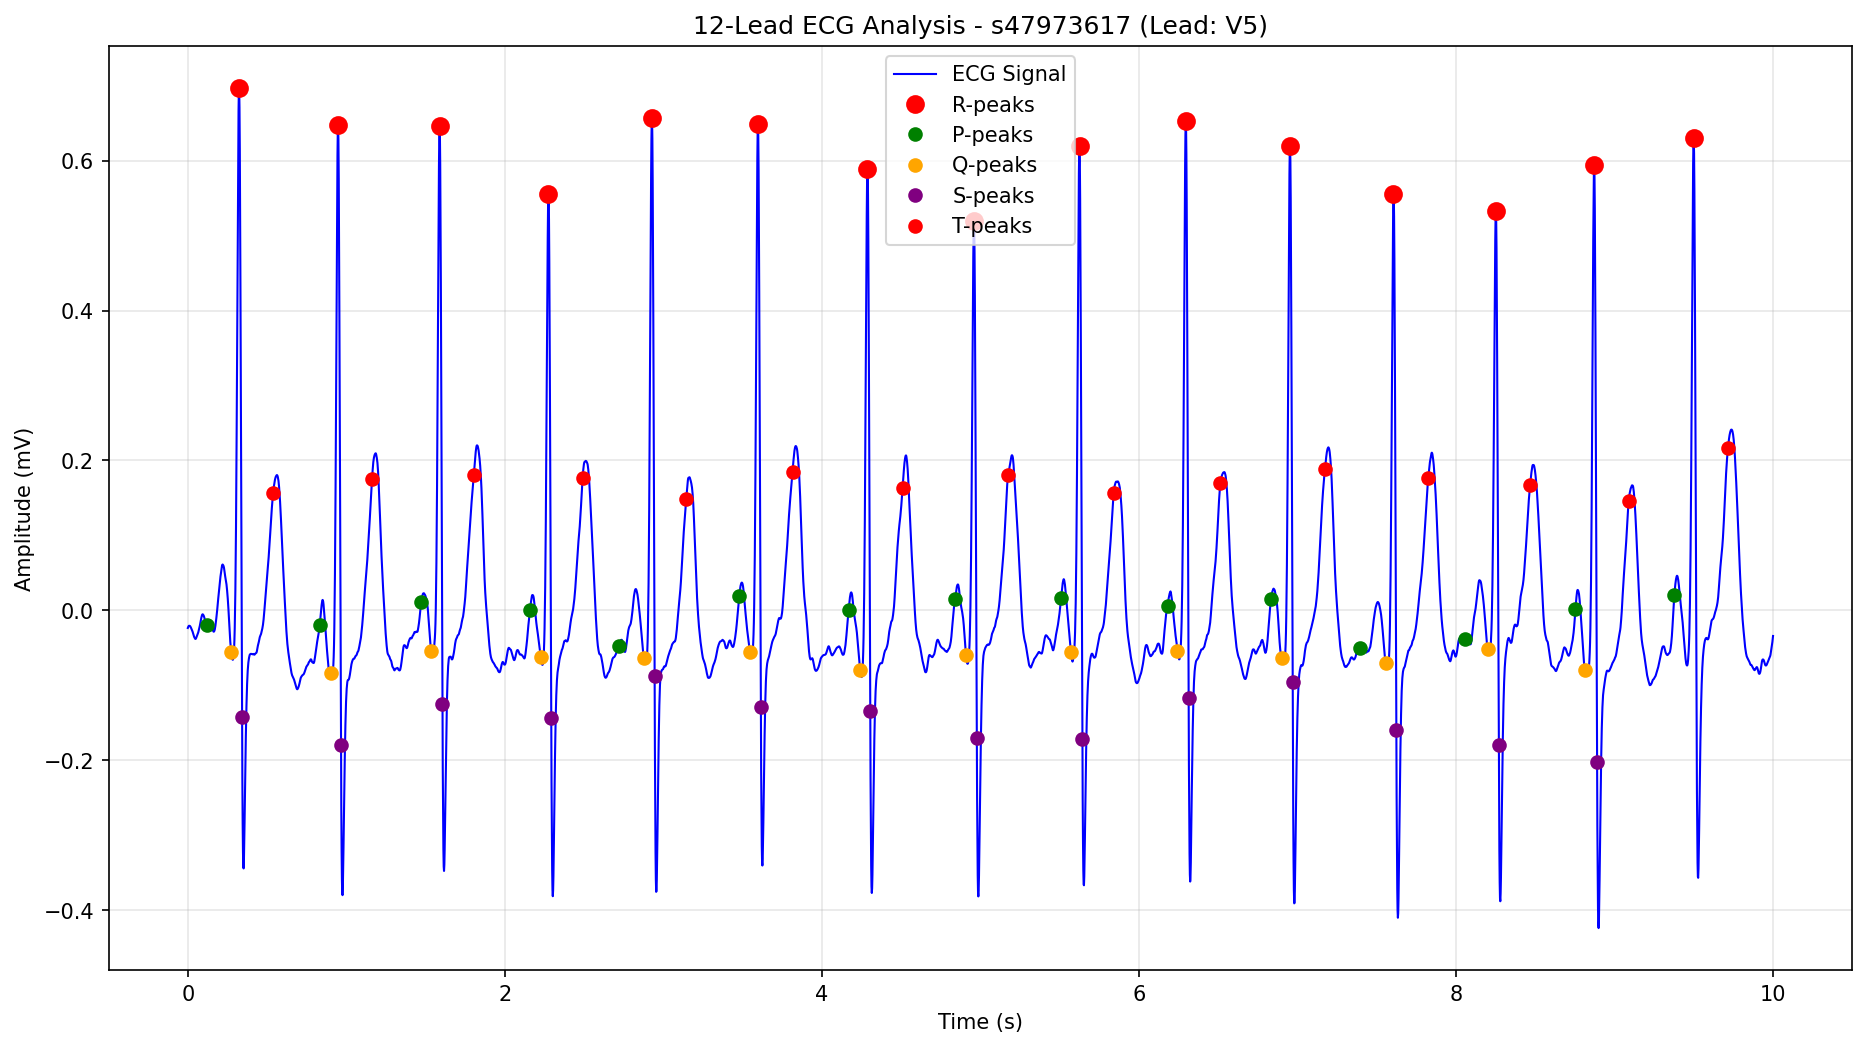 12-Lead ECG Analysis - s47973617 (Lead: V5)
ECG Signal
R-peaks
P-peaks
Q-peaks
S-peaks
T-peaks
Amplitude (mV)
0.6
0.4
0.2
0.0
−0.2
−0.4
0 2 4 6 8 10
Time (s)